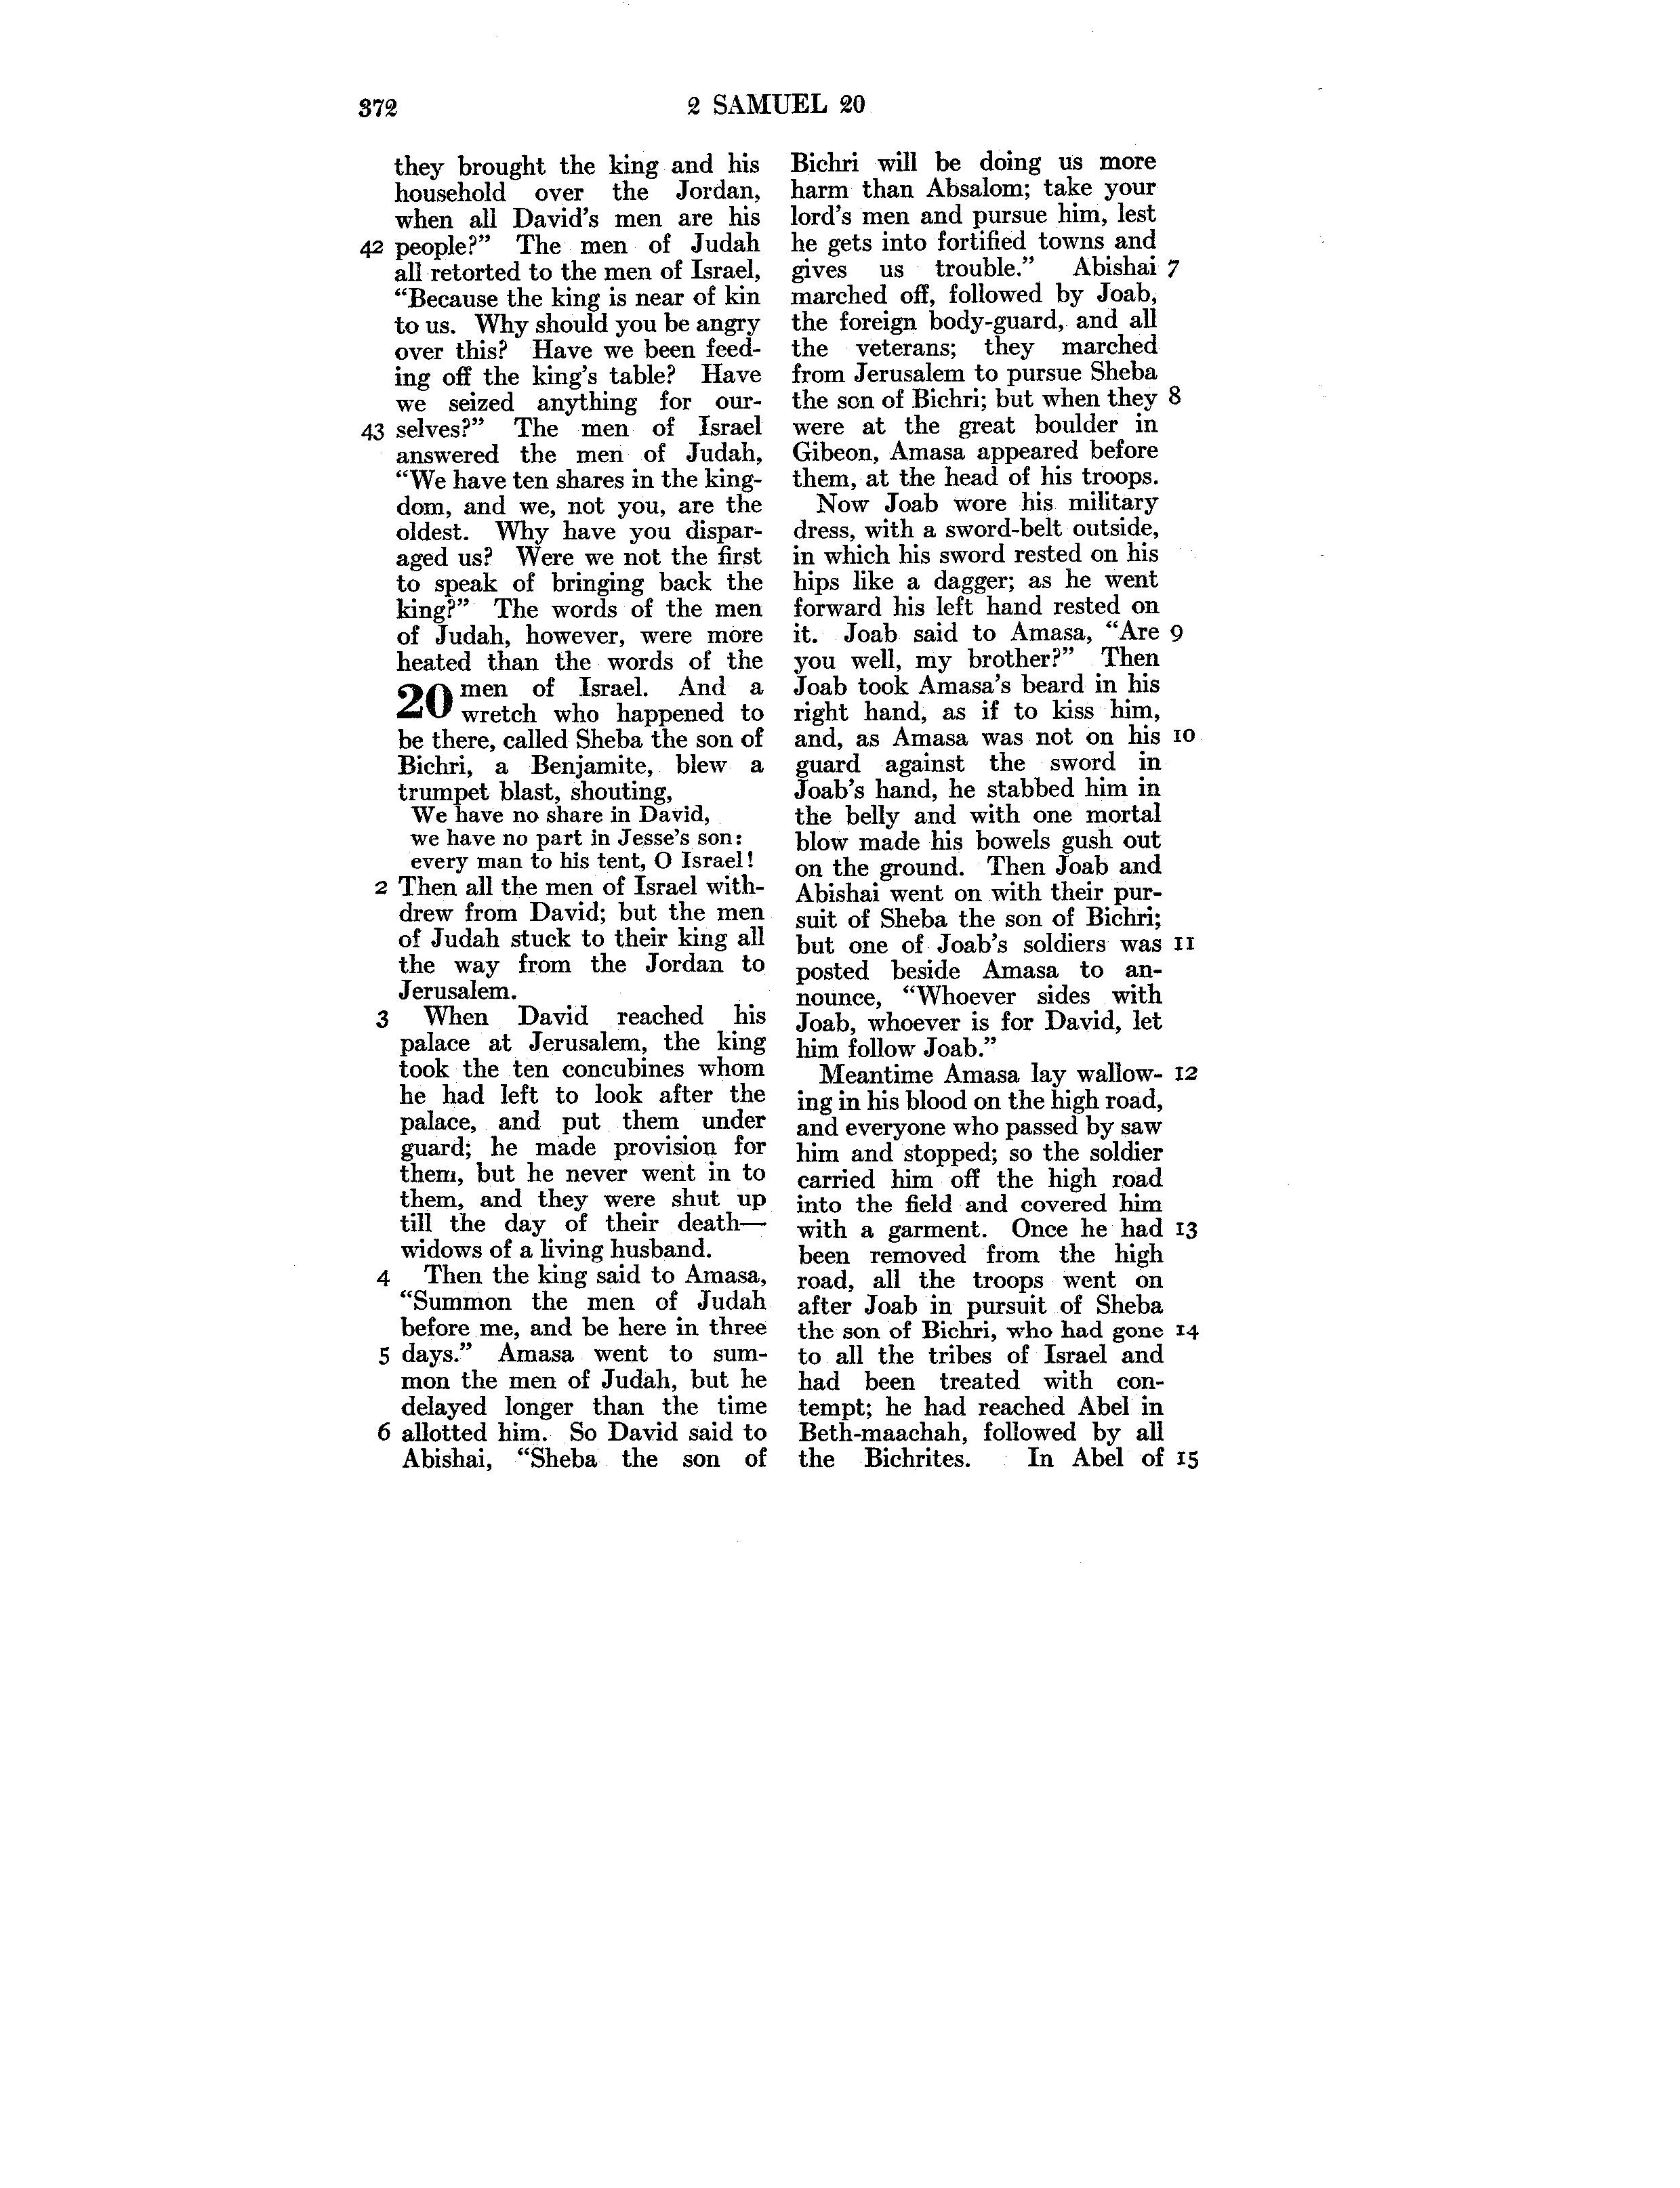 372
2 SAMUEL 20
they brought the king and his
household over the Jordan,
when all David's men are his
42 people?” The men of Judah
all retorted to the men of Israel,
“Because the king is near of kin
to us. Why should you be angry
over this? Have we been feed-
ing off the king's table? Have
we seized anything for our-
43 selves?” The men of Israel
answered the men of Judah,
“We have ten shares in the king-
dom, and we, not you, are the
oldest. Why have you dispar-
aged us? Were we not the first
to speak of bringing back the
king?” The words of the men
of Judah, however, were more
heated than the words of the
20 men of Israel. And a
wretch who happened to
be there, called Sheba the son of
Bichri, a Benjamite, blew a
trumpet blast, shouting,
We have no share in David,
we have no part in Jesse's son:
every man to his tent, O Israel!
2 Then all the men of Israel with-
drew from David; but the men
of Judah stuck to their king all
the way from the Jordan to
Jerusalem.
3 When David reached his
palace at Jerusalem, the king
took the ten concubines whom
he had left to look after the
palace, and put them under
guard; he made provision for
them, but he never went in to
them, and they were shut up
till the day of their death—
widows of a living husband.
4 Then the king said to Amasa,
“Summon the men of Judah
before me, and be here in three
5 days.” Amasa went to sum-
mon the men of Judah, but he
delayed longer than the time
6 allotted him. So David said to
Abishai, “Sheba the son of
Bichri will be doing us more
harm than Absalom; take your
lord's men and pursue him, lest
he gets into fortified towns and
gives us trouble.” Abishai 7
marched off, followed by Joab,
the foreign body-guard, and all
the veterans; they marched
from Jerusalem to pursue Sheba
the son of Bichri; but when they 8
were at the great boulder in
Gibeon, Amasa appeared before
them, at the head of his troops.
Now Joab wore his military
dress, with a sword-belt outside,
in which his sword rested on his
hips like a dagger; as he went
forward his left hand rested on
it. Joab said to Amasa, “Are 9
you well, my brother?” Then
Joab took Amasa's beard in his
right hand, as if to kiss him,
and, as Amasa was not on his 10
guard against the sword in
Joab's hand, he stabbed him in
the belly and with one mortal
blow made his bowels gush out
on the ground. Then Joab and
Abishai went on with their pur-
suit of Sheba the son of Bichri;
but one of Joab's soldiers was 11
posted beside Amasa to an-
nounce, “Whoever sides with
Joab, whoever is for David, let
him follow Joab.”
Meantime Amasa lay wallow- 12
ing in his blood on the high road,
and everyone who passed by saw
him and stopped; so the soldier
carried him off the high road
into the field and covered him
with a garment. Once he had 13
been removed from the high
road, all the troops went on
after Joab in pursuit of Sheba
the son of Bichri, who had gone 14
to all the tribes of Israel and
had been treated with con-
tempt; he had reached Abel in
Beth-maachah, followed by all
the Bichrites. In Abel of 15